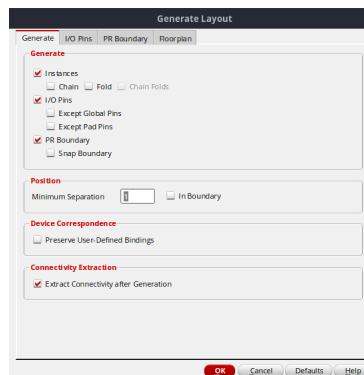 Generate Layout
Generate I/O Pins PR Boundary Floorplan
Generate
Instances
Chain Fold Chain Folds
I/O Pins
Except Global Pins
Except Pad Pins
PR Boundary
Snap Boundary
Position
Minimum Separation 1 In Boundary
Device Correspondence
Preserve User-Defined Bindings
Connectivity Extraction
Extract Connectivity after Generation
OK Cancel Defaults Help